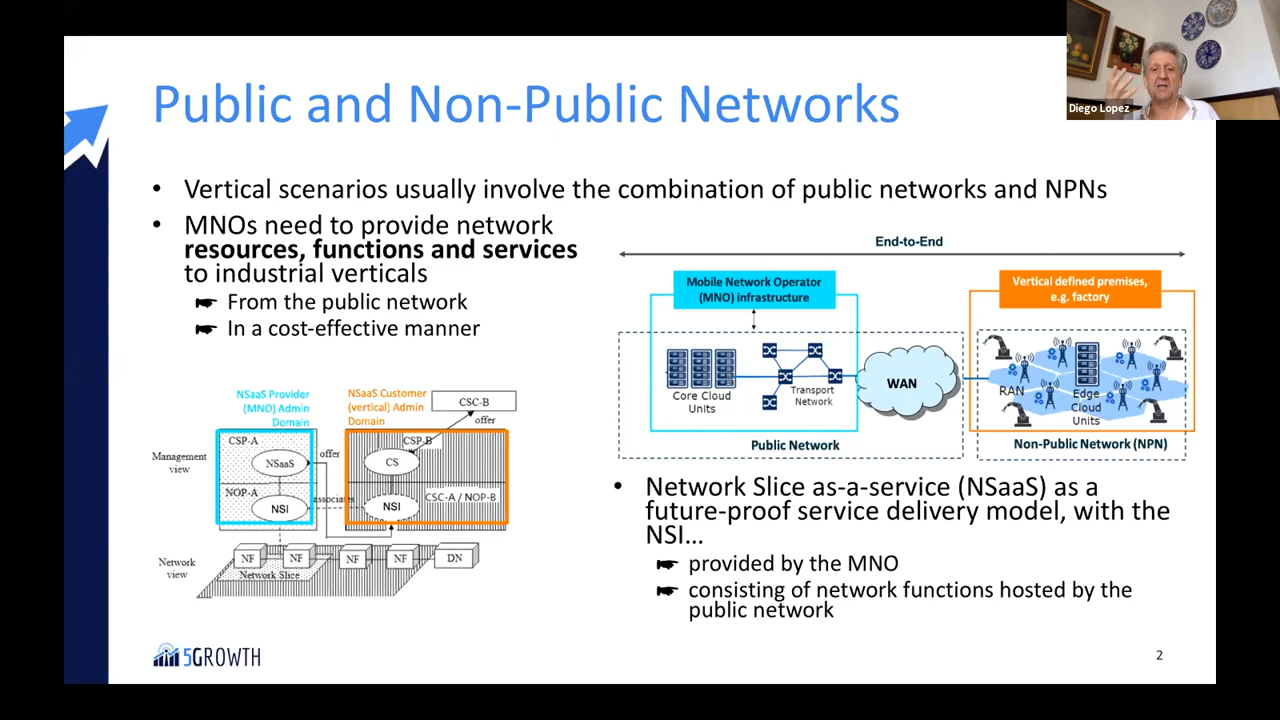 Diego Lopez
Public and Non-Public Networks
• Vertical scenarios usually involve the combination of public networks and NPNs
• MNOs need to provide network
resources, functions and services
to industrial verticals
From the public network
In a cost-effective manner
End-to-End
Mobile Network Operator
(MNO) infrastructure
Vertical defined premises,
e.g. factory
Core Cloud
Units
Transport
Network
WAN
RAN
Edge
Cloud
Units
Public Network
Non-Public Network (NPN)
NSaaS Provider
(MNO) Admin
Domain
NSaaS Customer
(vertical) Admin
Domain
CSC-B
offer
CSP-A
CSP-B
Management
view
NSaaS
offer
CS
NOP-A
NSI
associates
NSI
CSC-A / NOP-B
Network
view
NF
NF
NF
NF
DN
Network Slice
• Network Slice as-a-service (NSaaS) as a
future-proof service delivery model, with the
NSI...
provided by the MNO
consisting of network functions hosted by the
public network
5GROWTH
2